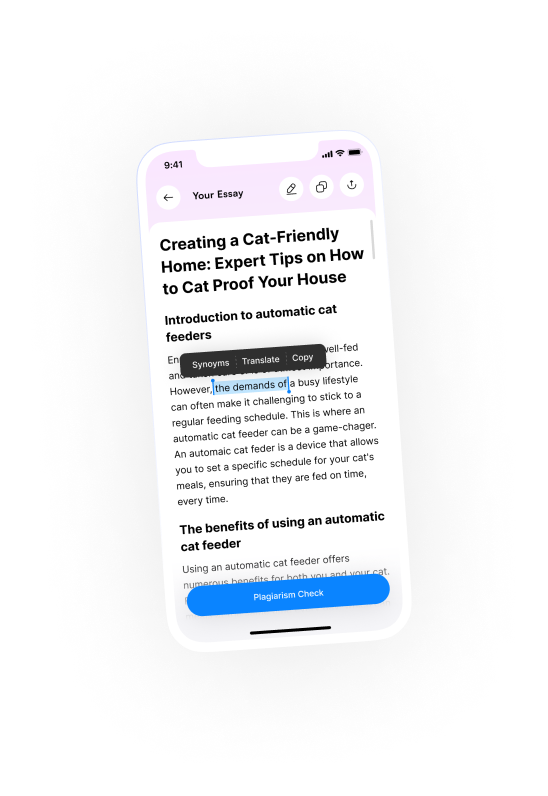 9:41
Your Essay
Creating a Cat-Friendly
Home: Expert Tips on How
to Cat Proof Your House
Introduction to automatic cat
feeders
Synoyms Translate Copy
well-fed
and
However, the demands of a busy lifestyle
can often make it challenging to stick to a
regular feeding schedule. This is where an
automatic cat feeder can be a game-chager.
An automaic cat feder is a device that allows
you to set a specific schedule for your cat's
meals, ensuring that they are fed on time,
every time.
The benefits of using an automatic
cat feeder
Using an automatic cat feeder offers
numerous benefits for both you and your cat.
Plagiarism Check